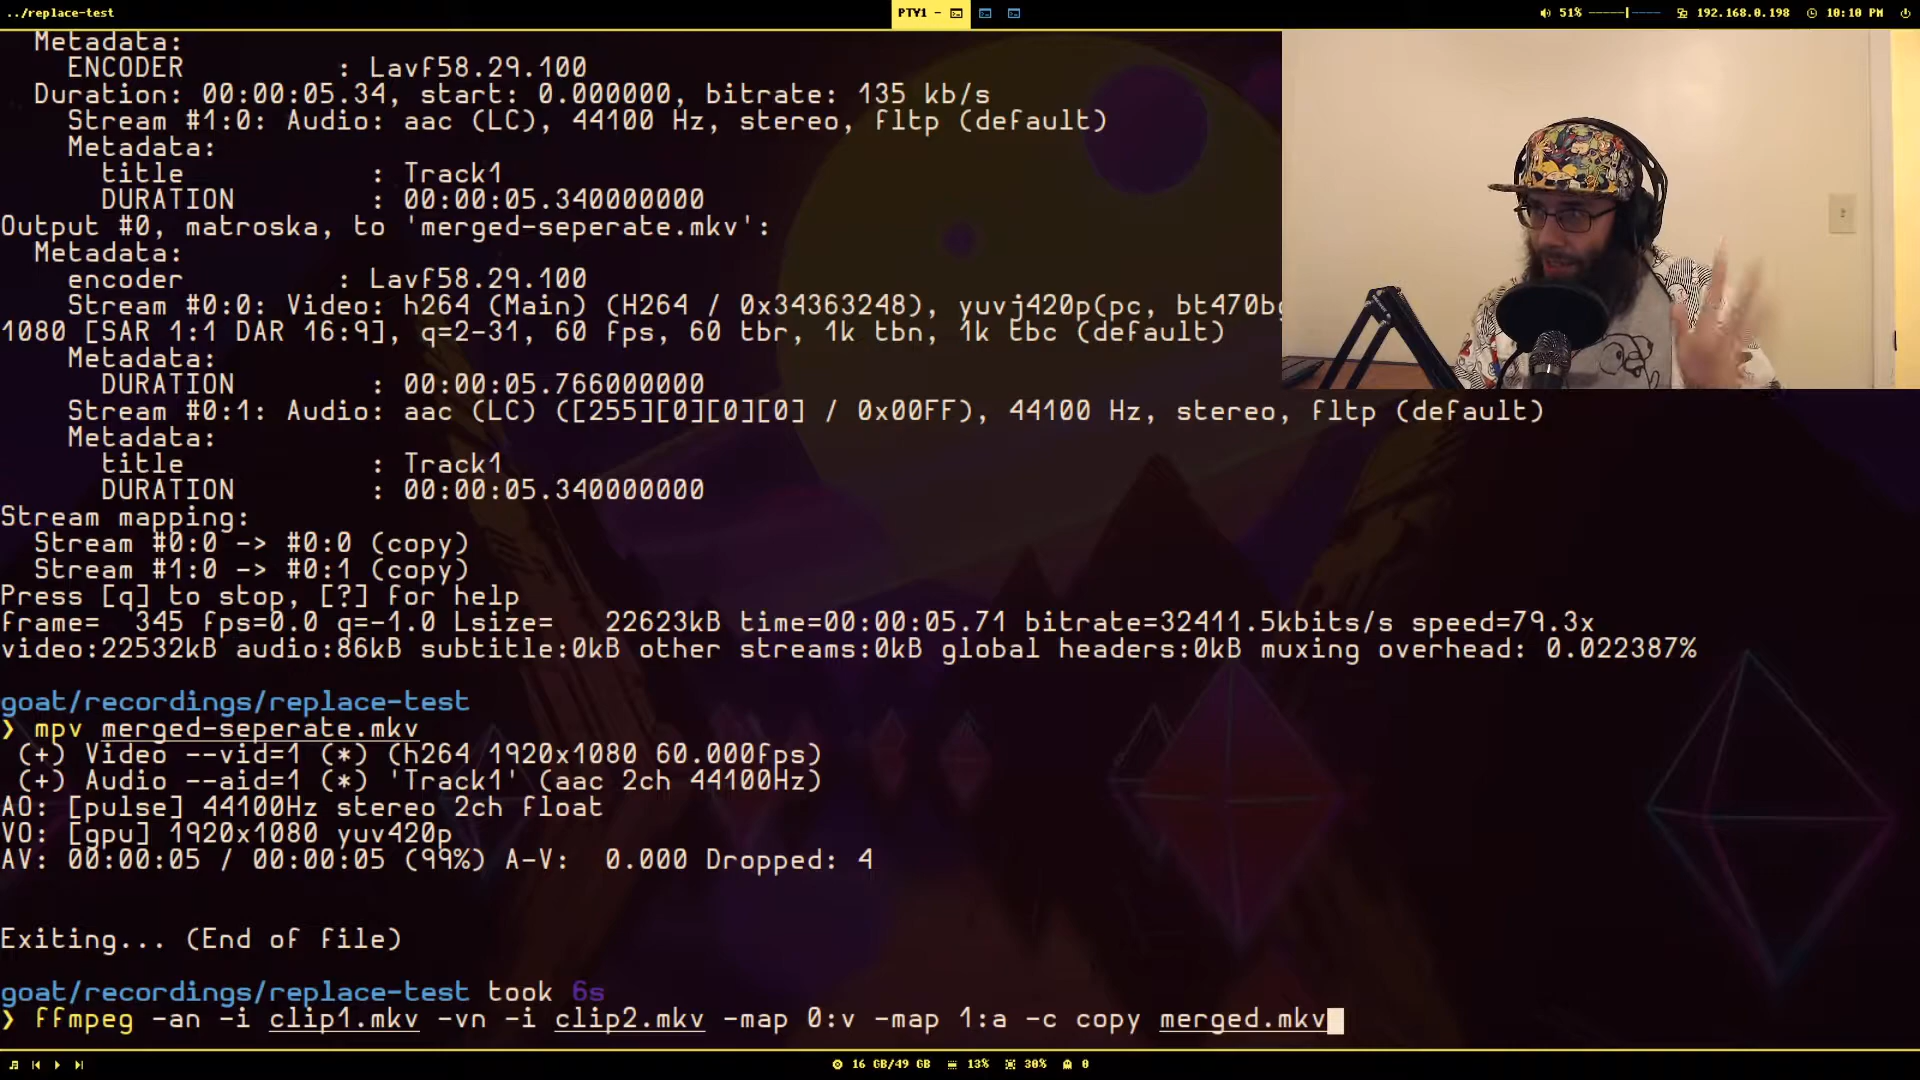 ../replace-test
PTY1 -
51%
192.168.0.198
10:10 PM
Metadata:
ENCODER : Lavf58.29.100
Duration: 00:00:05.34, start: 0.000000, bitrate: 135 kb/s
Stream #1:0: Audio: aac (LC), 44100 Hz, stereo, fltp (default)
Metadata:
title : Track1
DURATION : 00:00:05.340000000
Output #0, matroska, to 'merged-seperate.mkv':
Metadata:
encoder : Lavf58.29.100
Stream #0:0: Video: h264 (Main) (H264 / 0x34363248), yuvj420p(pc, bt470bg
1080 [SAR 1:1 DAR 16:9], q=2-31, 60 fps, 60 tbr, 1k tbn, 1k tbc (default)
Metadata:
DURATION : 00:00:05.766000000
Stream #0:1: Audio: aac (LC) ([255][0][0][0] / 0x00FF), 44100 Hz, stereo, fltp (default)
Metadata:
title : Track1
DURATION : 00:00:05.340000000
Stream mapping:
Stream #0:0 -> #0:0 (copy)
Stream #1:0 -> #0:1 (copy)
Press [q] to stop, [?] for help
frame= 345 fps=0.0 q=-1.0 Lsize= 22623kB time=00:00:05.71 bitrate=32411.5kbits/s speed=79.3x
video:22532kB audio:86kB subtitle:0kB other streams:0kB global headers:0kB muxing overhead: 0.022387%
goat/recordings/replace-test
❯ mpv merged-seperate.mkv
(+) Video --vid=1 (*) (h264 1920x1080 60.000fps)
(+) Audio --aid=1 (*) 'Track1' (aac 2ch 44100Hz)
AO: [pulse] 44100Hz stereo 2ch float
VO: [gpu] 1920x1080 yuv420p
AV: 00:00:05 / 00:00:05 (99%) A-V: 0.000 Dropped: 4
Exiting... (End of file)
goat/recordings/replace-test took 6s
❯ ffmpeg -an -i clip1.mkv -vn -i clip2.mkv -map 0:v -map 1:a -c copy merged.mkv
16 GB/49 GB
13%
30%
0